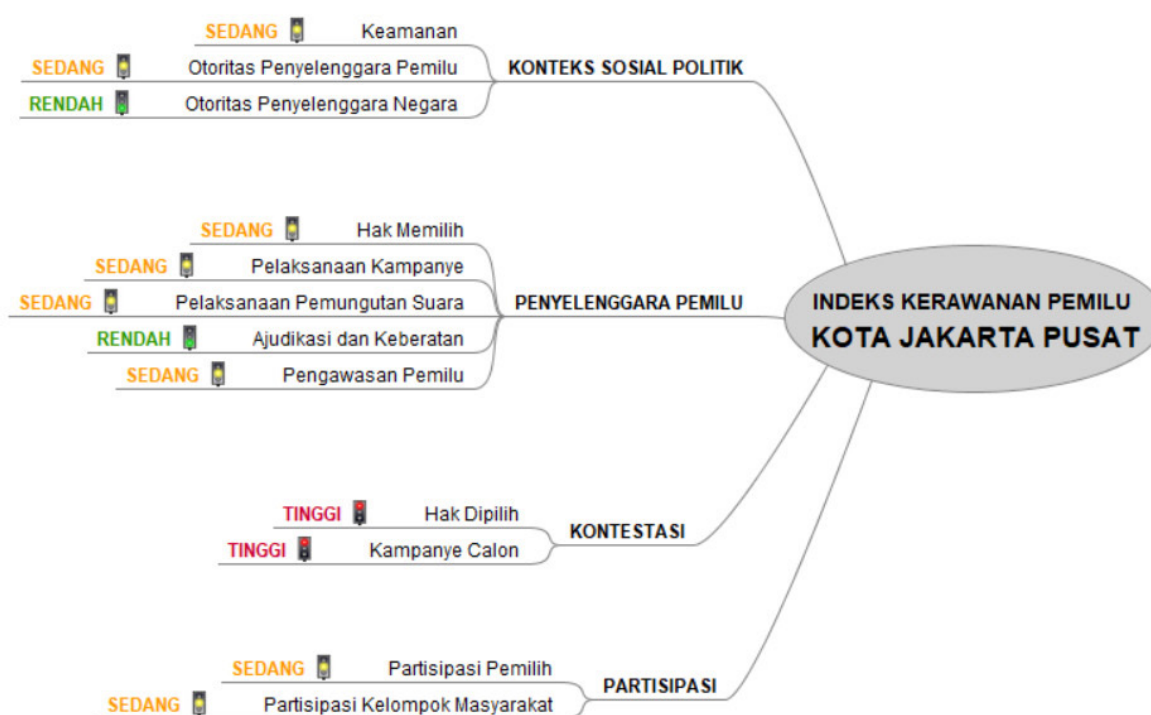 SEDANG Keamanan
SEDANG Otoritas Penyelenggara Pemilu
RENDAH Otoritas Penyelenggara Negara
KONTEKS SOSIAL POLITIK
SEDANG Hak Memilih
SEDANG Pelaksanaan Kampanye
SEDANG Pelaksanaan Pemungutan Suara
RENDAH Ajudikasi dan Keberatan
SEDANG Pengawasan Pemilu
PENYELENGGARA PEMILU
INDEKS KERAWANAN PEMILU
KOTA JAKARTA PUSAT
TINGGI Hak Dipilih
TINGGI Kampanye Calon
KONTESTASI
SEDANG Partisipasi Pemilih
SEDANG Partisipasi Kelompok Masyarakat
PARTISIPASI